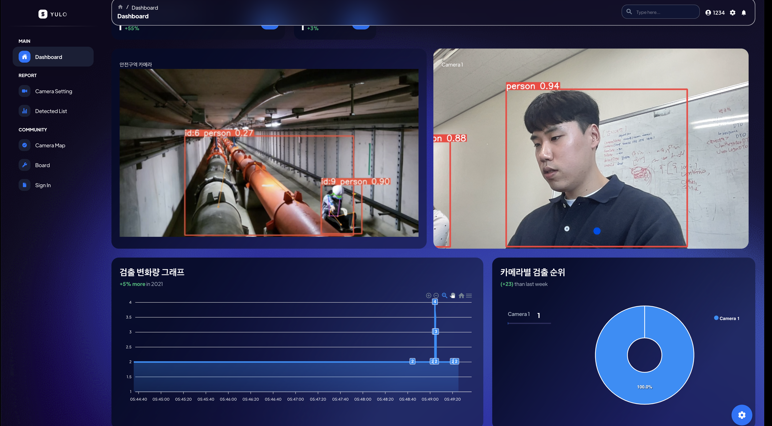 YULO
Dashboard
Dashboard
Type here...
1234
+55%
+3%
MAIN
Dashboard
REPORT
Camera Setting
Detected List
COMMUNITY
Camera Map
Board
Sign In
안전구역 카메라
id:6 person 0.27
id:9 person 0.90
Camera 1
person 0.94
on 0.88
검출 변화량 그래프
+5% more in 2021
4
3.5
3
2.5
2
1.5
1
05:44:40 05:45:00 05:45:20 05:45:40 05:46:00 05:46:20 05:46:40 05:47:00 05:47:20 05:47:40 05:48:00 05:48:20 05:48:40 05:49:00 05:49:20
카메라별 검출 순위
(+23) than last week
Camera 1 1
Camera 1
100.0%